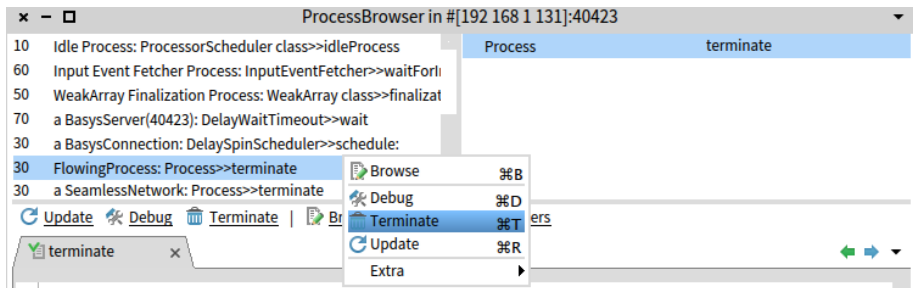 ProcessBrowser in #[192 168 1 131]:40423
10 Idle Process: ProcessorScheduler class>>idleProcess
60 Input Event Fetcher Process: InputEventFetcher>>waitForI
50 WeakArray Finalization Process: WeakArray class>>finalizat
70 a BasysServer(40423): DelayWaitTimeout>>wait
30 a BasysConnection: DelaySpinScheduler>>schedule:
30 FlowingProcess: Process>>terminate
30 a SeamlessNetwork: Process>>terminate
Process terminate
Browse ⌘B
Debug ⌘D
Terminate ⌘T
Update ⌘R
Extra
Update Debug Terminate | Br ers
terminate x